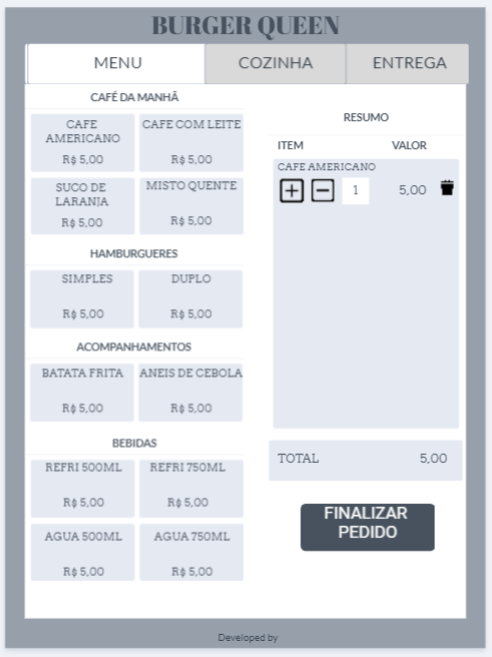 BURGER QUEEN
MENU
COZINHA
ENTREGA
CAFÉ DA MANHÃ
CAFE
AMERICANO
R$ 5,00
CAFE COM LEITE
R$ 5,00
SUCO DE
LARANJA
R$ 5,00
MISTO QUENTE
R$ 5,00
HAMBURGUERES
SIMPLES
R$ 5,00
DUPLO
R$ 5,00
ACOMPANHAMENTOS
BATATA FRITA
R$ 5,00
ANEIS DE CEBOLA
R$ 5,00
BEBIDAS
REFRI 500ML
R$ 5,00
REFRI 750ML
R$ 5,00
AGUA 500ML
R$ 5,00
AGUA 750ML
R$ 5,00
RESUMO
ITEM VALOR
CAFE AMERICANO
1 5,00
TOTAL 5,00
FINALIZAR
PEDIDO
Developed by